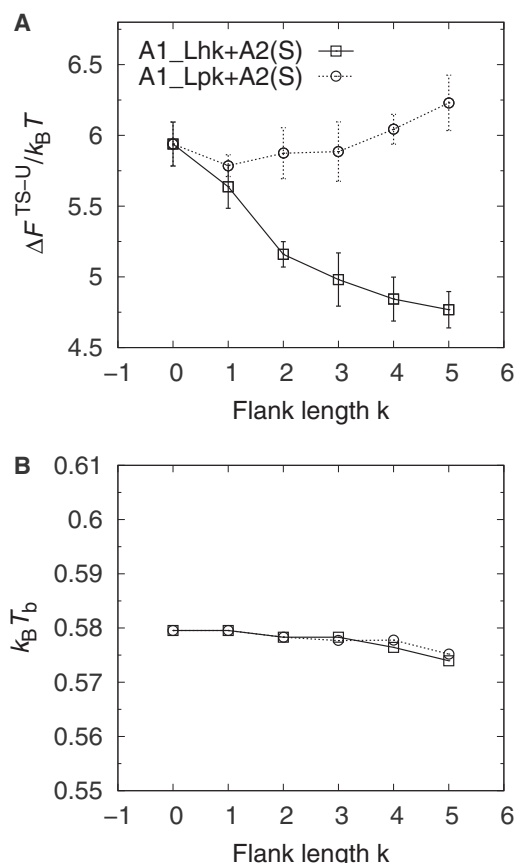 A
A1_Lhk+A2(S)
A1_Lpk+A2(S)
6.75
6.5
6
5.5
5
4.5
ΔF^TS–U/k_BT
–1 0 1 2 3 4 5 6
Flank length k
B
0.61
0.6
0.59
0.58
0.57
0.56
0.55
k_BT_b
–1 0 1 2 3 4 5 6
Flank length k